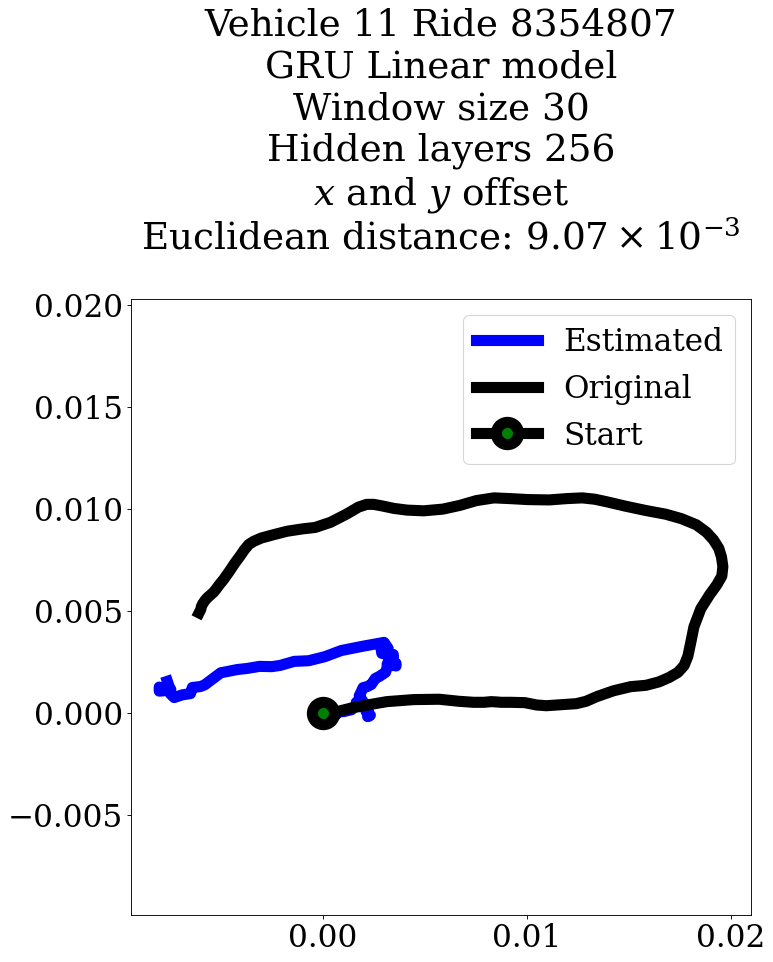 Vehicle 11 Ride 8354807
GRU Linear model
Window size 30
Hidden layers 256
x and y offset
Euclidean distance: 9.07 × 10⁻³
0.020
0.015
0.010
0.005
0.000
−0.005
Estimated
Original
Start
0.00 0.01 0.02